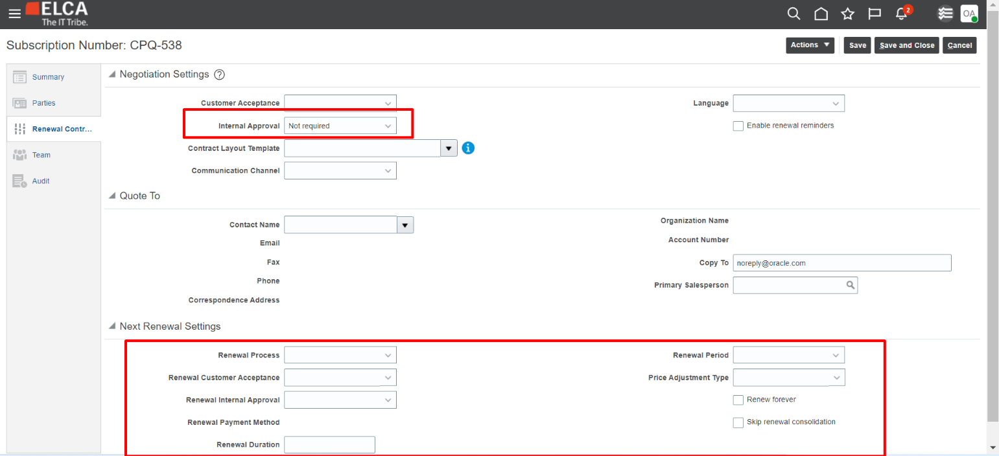 ELCA
The IT Tribe.
2
OA
Subscription Number: CPQ-538
Actions
Save
Save and Close
Cancel
Summary
Parties
Renewal Contr...
Team
Audit
Negotiation Settings ?
Customer Acceptance
Language
Internal Approval Not required
Enable renewal reminders
Contract Layout Template
i
Communication Channel
Quote To
Contact Name
Organization Name
Email
Account Number
Fax
Copy To noreply@oracle.com
Phone
Primary Salesperson
Correspondence Address
Next Renewal Settings
Renewal Process
Renewal Period
Renewal Customer Acceptance
Price Adjustment Type
Renewal Internal Approval
Renew forever
Renewal Payment Method
Skip renewal consolidation
Renewal Duration